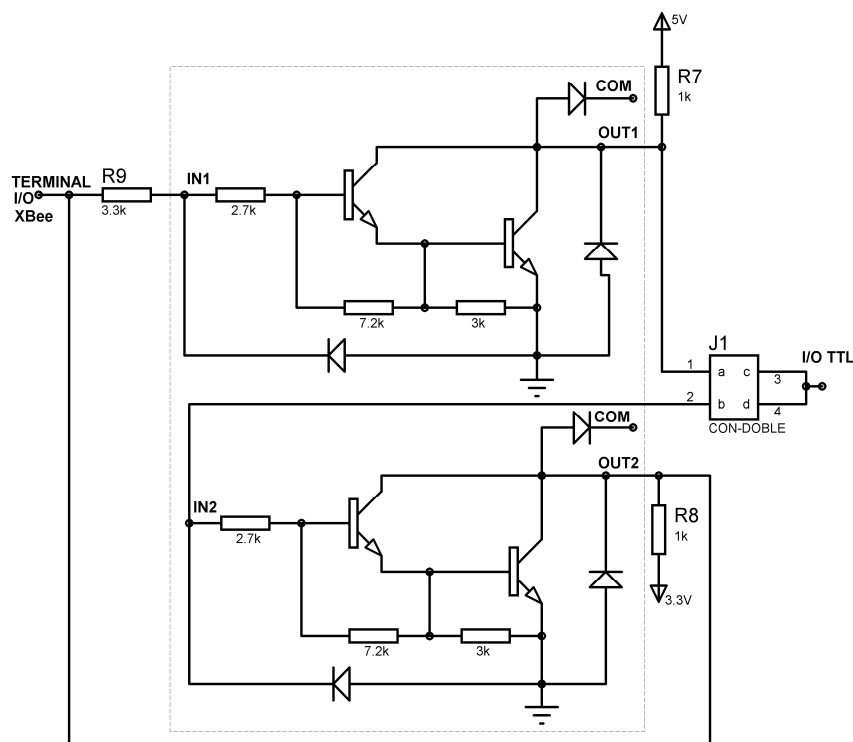 5V
R7
1k
COM
OUT1
TERMINAL
I/O
XBee
R9
3.3k
IN1
2.7k
7.2k
3k
J1
1
2
a
b
c
d
3
4
CON-DOBLE
I/O TTL
COM
OUT2
IN2
2.7k
R8
1k
3.3V
7.2k
3k